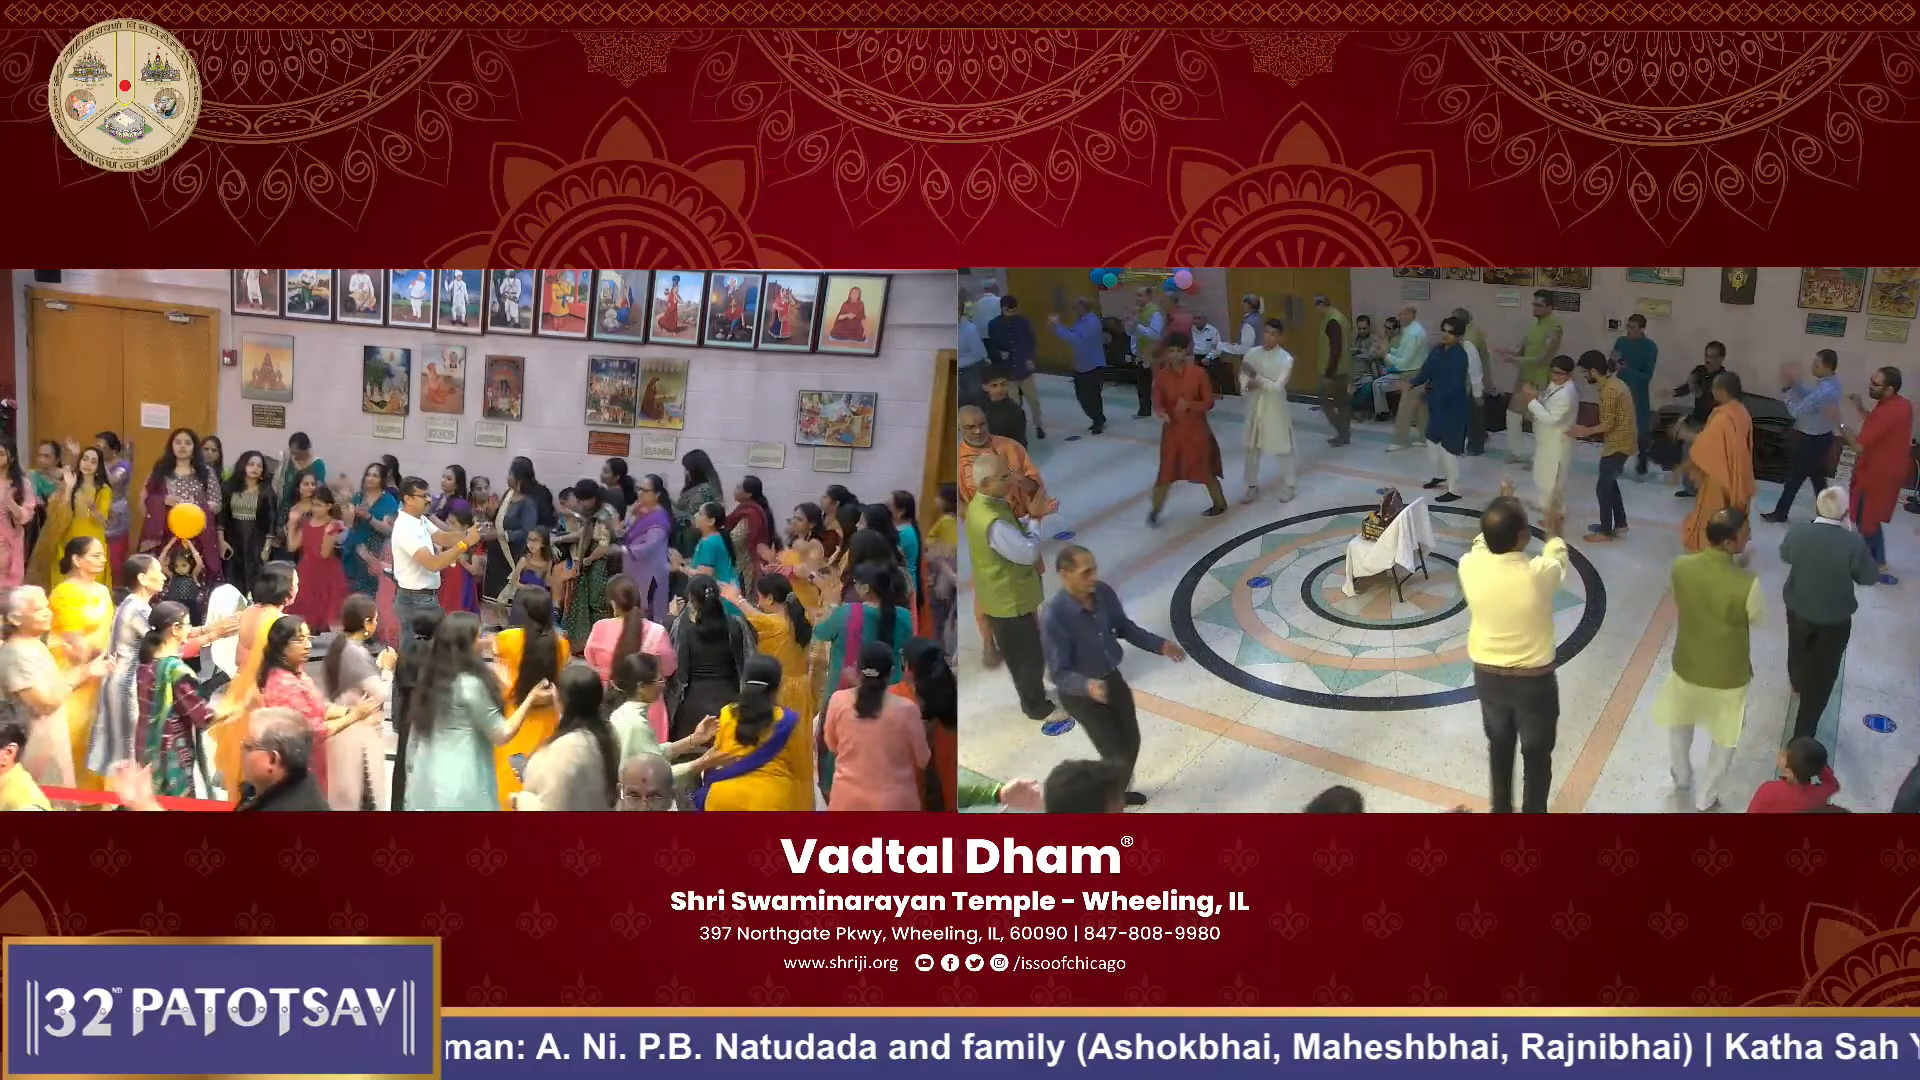 Vadtal Dham®
Shri Swaminarayan Temple - Wheeling, IL
397 Northgate Pkwy, Wheeling, IL, 60090 | 847-808-9980
www.shriji.org /issoofchicago
32ND PATOTSAV
man: A. Ni. P.B. Natudada and family (Ashokbhai, Maheshbhai, Rajnibhai) | Katha Sah Y